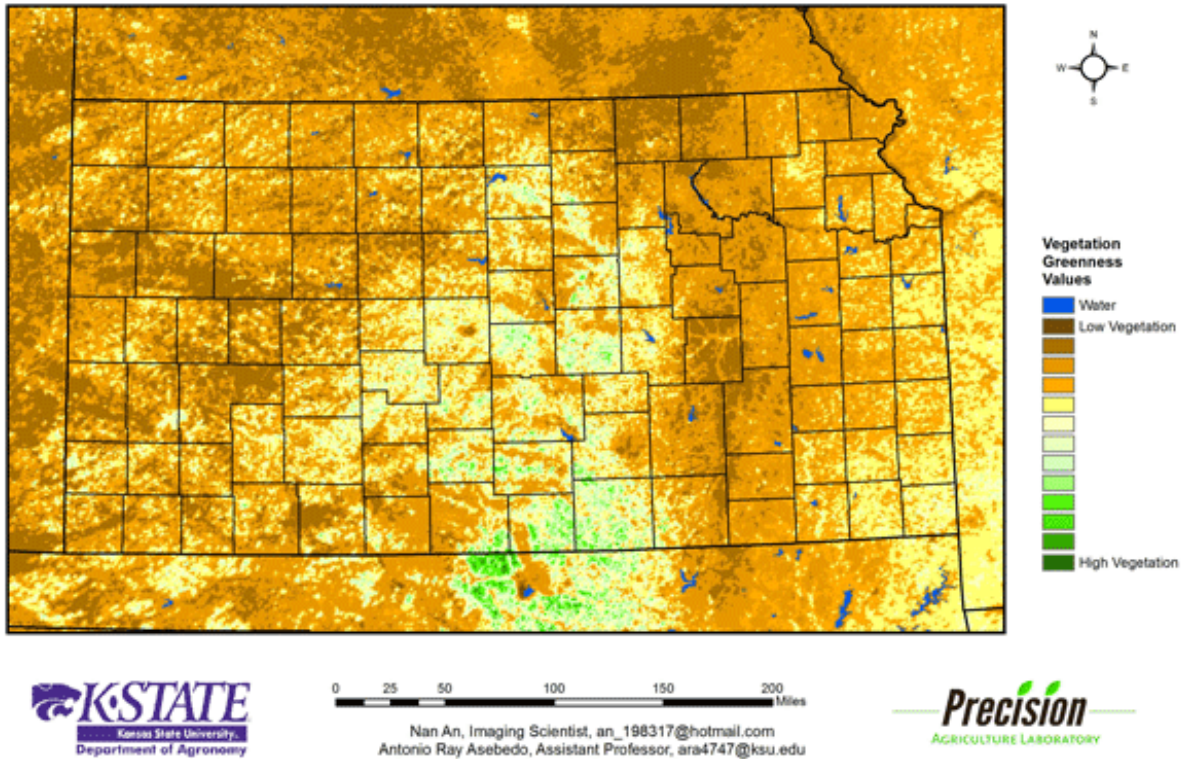 N
W
E
S
Vegetation
Greenness
Values
Water
Low Vegetation
High Vegetation
K-STATE
Kansas State University.
Department of Agronomy
0 25 50 100 150 200
Miles
Nan An, Imaging Scientist, an_198317@hotmail.com
Antonio Ray Asebedo, Assistant Professor, ara4747@ksu.edu
Precision
AGRICULTURE LABORATORY